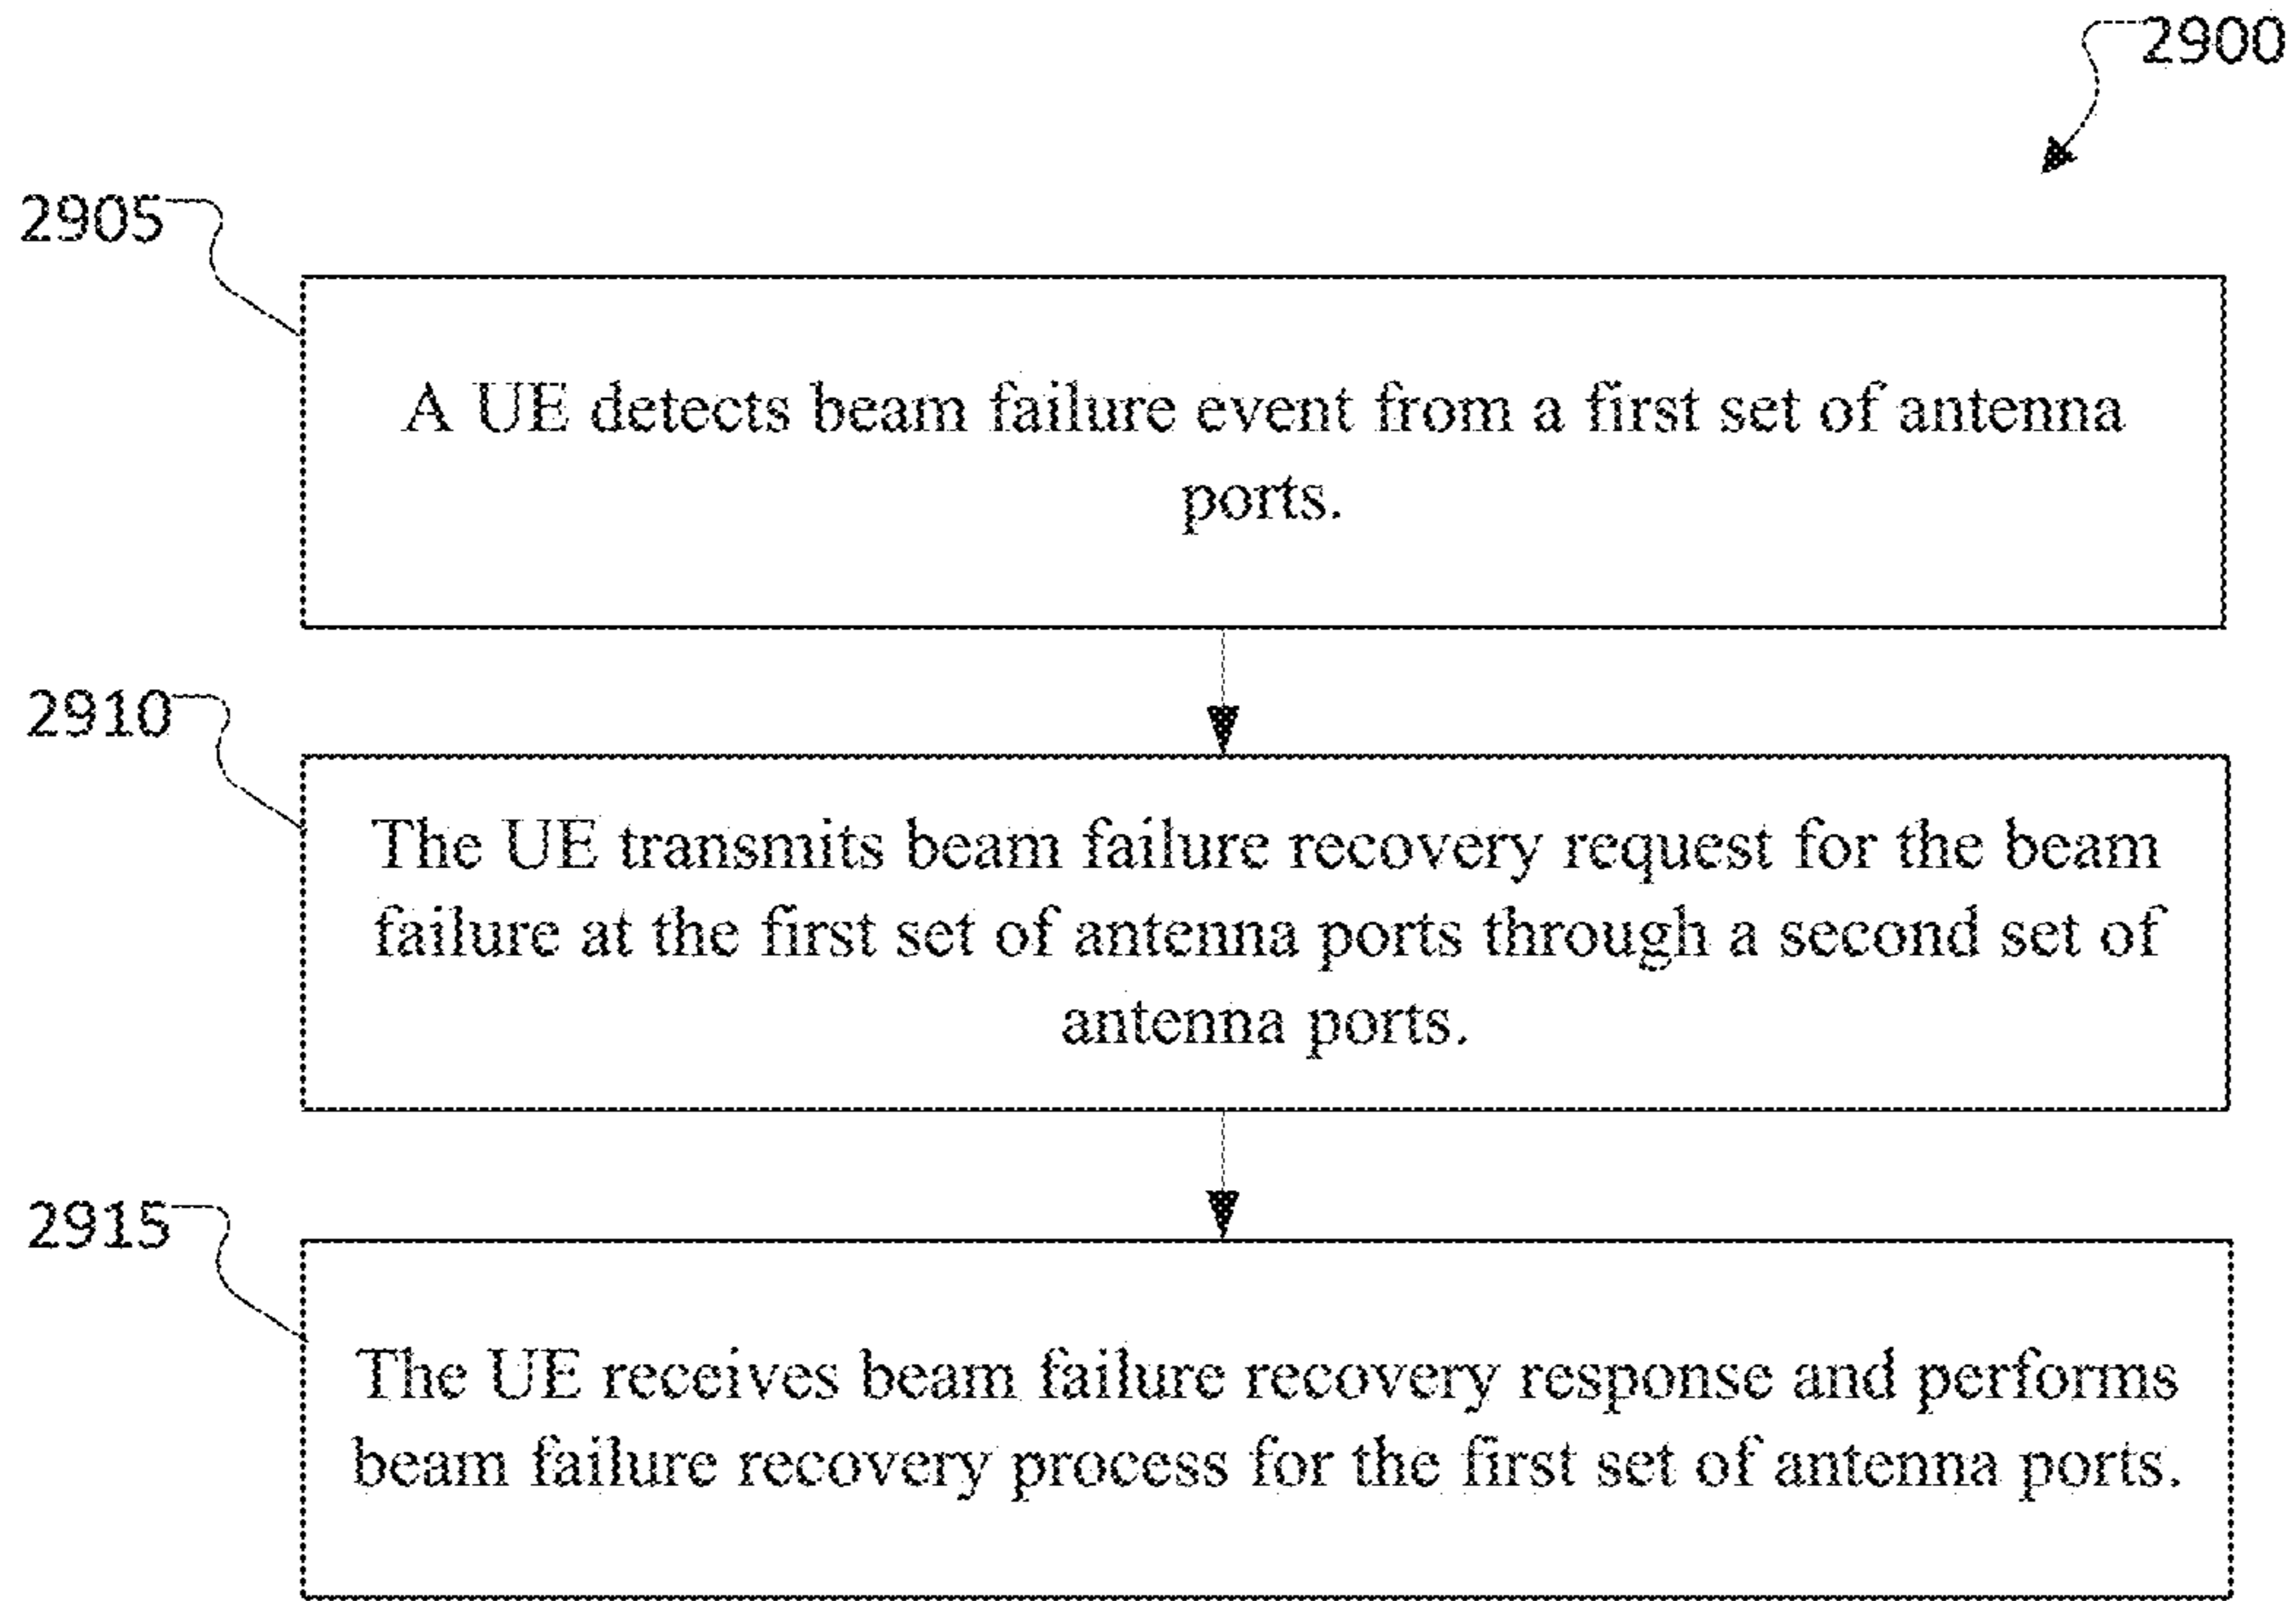 2900
2905
A UE detects beam failure event from a first set of antenna
ports.
2910
The UE transmits beam failure recovery request for the beam
failure at the first set of antenna ports through a second set of
antenna ports.
2915
The UE receives beam failure recovery response and performs
beam failure recovery process for the first set of antenna ports.